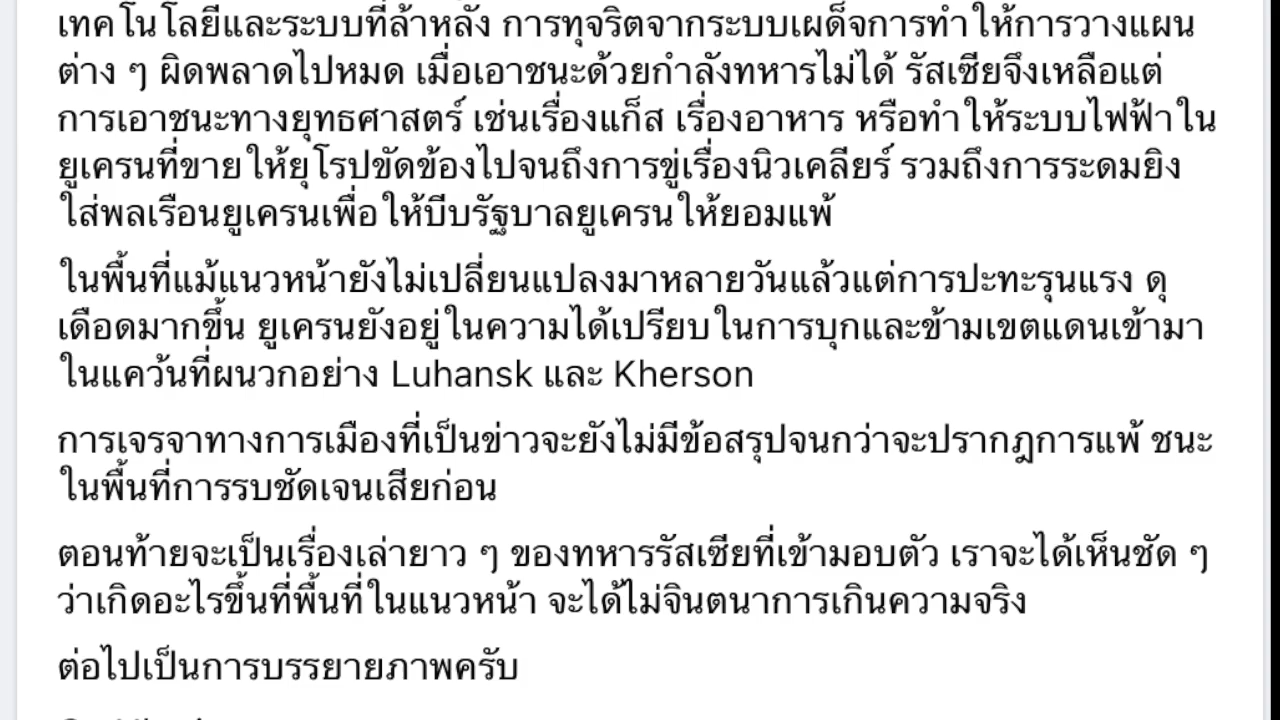 เทคโนโลยีและระบบที่ล้าหลัง การทุจริตจากระบบเผด็จการทำให้การวางแผน
ต่าง ๆ ผิดพลาดไปหมด เมื่อเอาชนะด้วยกำลังทหารไม่ได้ รัสเซียจึงเหลือแต่
การเอาชนะทางยุทธศาสตร์ เช่นเรื่องแก็ส เรื่องอาหาร หรือทำให้ระบบไฟฟ้าใน
ยูเครนที่ขายให้ยุโรปขัดข้องไปจนถึงการขู่เรื่องนิวเคลียร์ รวมถึงการระดมยิง
ใส่พลเรือนยูเครนเพื่อให้บีบรัฐบาลยูเครนให้ยอมแพ้
ในพื้นที่แม้แนวหน้ายังไม่เปลี่ยนแปลงมาหลายวันแล้วแต่การปะทะรุนแรง ดุ
เดือดมากขึ้น ยูเครนยังอยู่ในความได้เปรียบในการบุกและข้ามเขตแดนเข้ามา
ในแคว้นที่ผนวกอย่าง Luhansk และ Kherson
การเจรจาทางการเมืองที่เป็นข่าวจะยังไม่มีข้อสรุปจนกว่าจะปรากฎการแพ้ ชนะ
ในพื้นที่การรบชัดเจนเสียก่อน
ตอนท้ายจะเป็นเรื่องเล่ายาว ๆ ของทหารรัสเซียที่เข้ามอบตัว เราจะได้เห็นชัด ๆ
ว่าเกิดอะไรขึ้นที่พื้นที่ในแนวหน้า จะได้ไม่จินตนาการเกินความจริง
ต่อไปเป็นการบรรยายภาพครับ